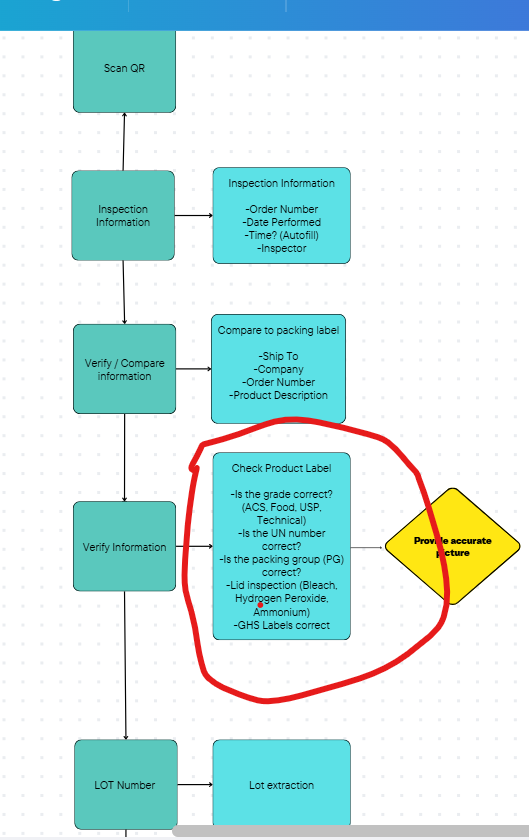 Scan QR
Inspection
Information
Inspection Information
-Order Number
-Date Performed
-Time? (Autofill)
-Inspector
Verify / Compare
information
Compare to packing label
-Ship To
-Company
-Order Number
-Product Description
Verify Information
Check Product Label
-Is the grade correct?
(ACS, Food, USP,
Technical)
-Is the UN number
correct?
-Is the packing group (PG)
correct?
-Lid inspection (Bleach,
Hydrogen Peroxide,
Ammonium)
-GHS Labels correct
Provide accurate
picture
LOT Number
Lot extraction